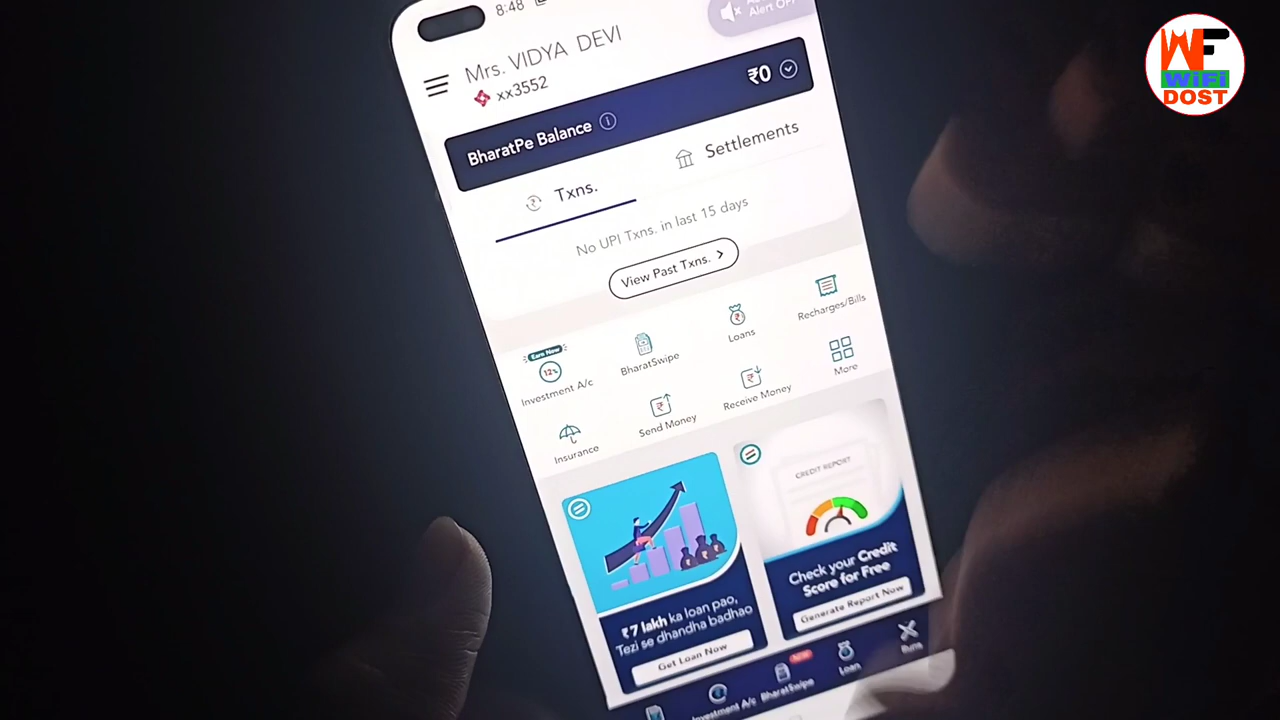 8:48
Alert OFF
Mrs. VIDYA DEVI
xx3552
BharatPe Balance
₹0
Txns.
Settlements
No UPI Txns. in last 15 days
View Past Txns. >
Earn Now
12%
Investment A/c
BharatSwipe
Loans
Recharges/Bills
Insurance
Send Money
Receive Money
More
CREDIT REPORT
₹7 lakh ka loan pao,
Tezi se dhandha badhao
Get Loan Now
Check your Credit
Score for Free
Generate Report Now
Investment A/c
BharatSwipe
NEW
Loan
Runs
WF
WiFi
DOST